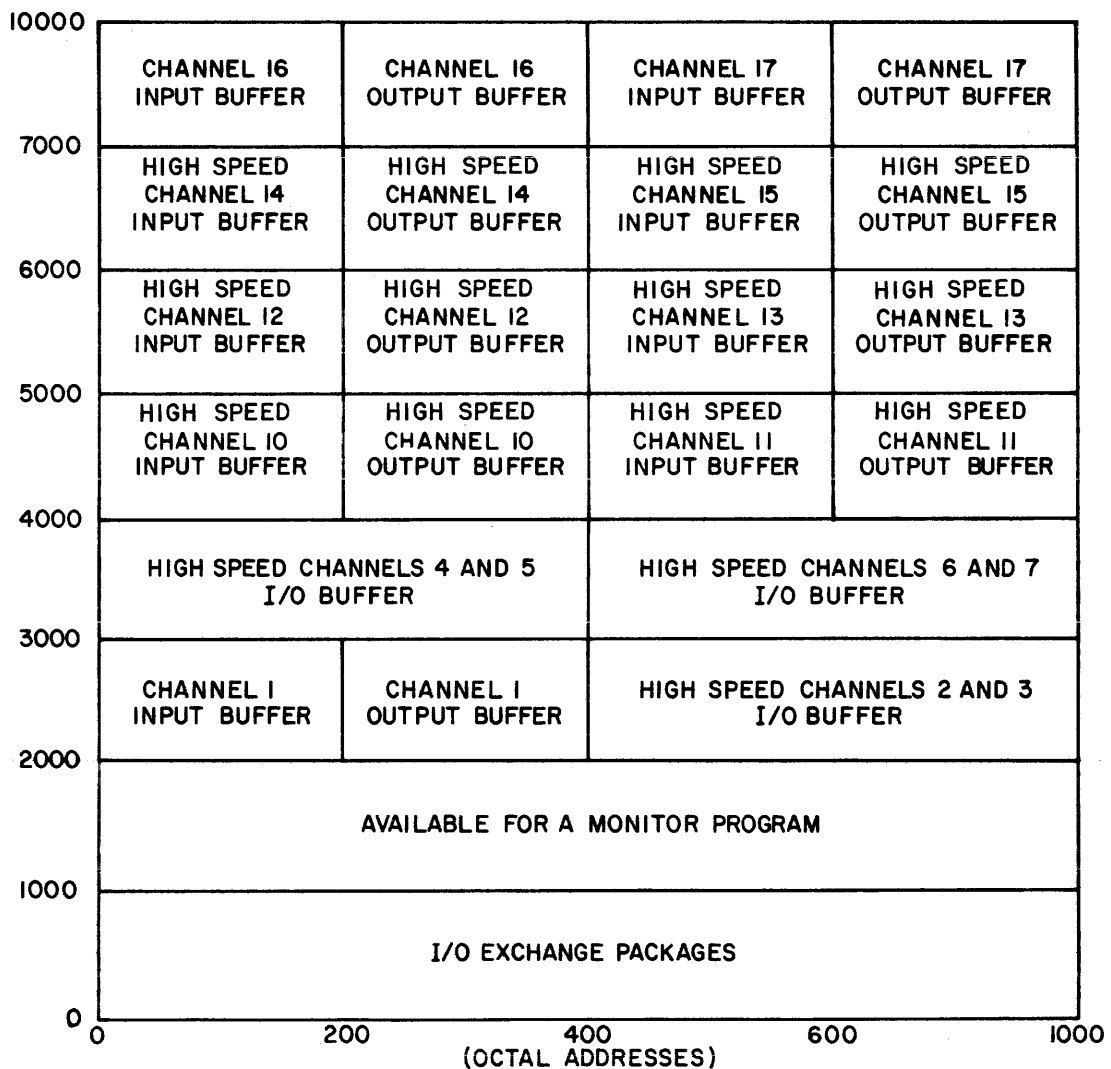 10000
CHANNEL 16
INPUT BUFFER
CHANNEL 16
OUTPUT BUFFER
CHANNEL 17
INPUT BUFFER
CHANNEL 17
OUTPUT BUFFER
7000
HIGH SPEED
CHANNEL 14
INPUT BUFFER
HIGH SPEED
CHANNEL 14
OUTPUT BUFFER
HIGH SPEED
CHANNEL 15
INPUT BUFFER
HIGH SPEED
CHANNEL 15
OUTPUT BUFFER
6000
HIGH SPEED
CHANNEL 12
INPUT BUFFER
HIGH SPEED
CHANNEL 12
OUTPUT BUFFER
HIGH SPEED
CHANNEL 13
INPUT BUFFER
HIGH SPEED
CHANNEL 13
OUTPUT BUFFER
5000
HIGH SPEED
CHANNEL 10
INPUT BUFFER
HIGH SPEED
CHANNEL 10
OUTPUT BUFFER
HIGH SPEED
CHANNEL 11
INPUT BUFFER
HIGH SPEED
CHANNEL 11
OUTPUT BUFFER
4000
HIGH SPEED CHANNELS 4 AND 5
I/O BUFFER
HIGH SPEED CHANNELS 6 AND 7
I/O BUFFER
3000
CHANNEL 1
INPUT BUFFER
CHANNEL 1
OUTPUT BUFFER
HIGH SPEED CHANNELS 2 AND 3
I/O BUFFER
2000
AVAILABLE FOR A MONITOR PROGRAM
1000
I/O EXCHANGE PACKAGES
0
0 200 400 600 1000
(OCTAL ADDRESSES)